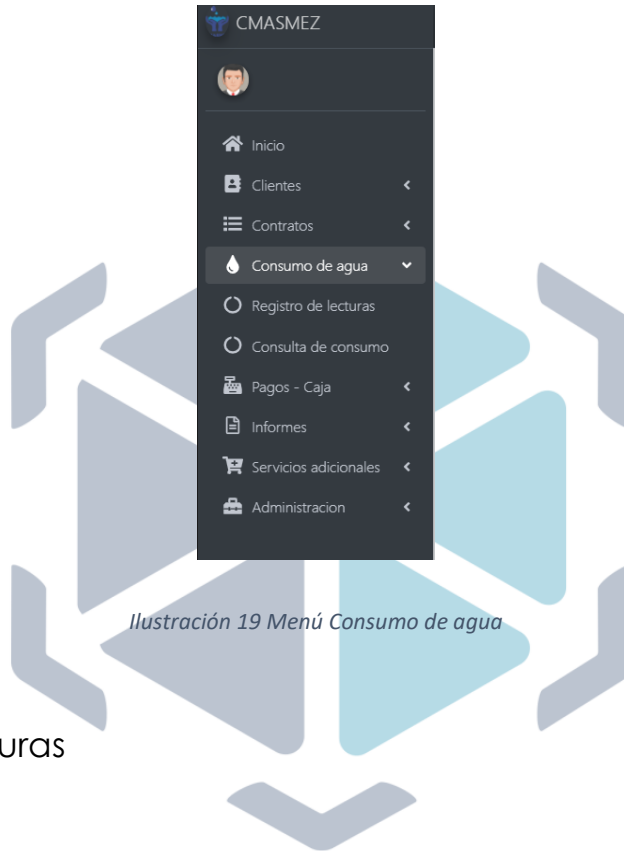 CMASMEZ
Inicio
Clientes
Contratos
Consumo de agua
Registro de lecturas
Consulta de consumo
Pagos - Caja
Informes
Servicios adicionales
Administracion
Ilustración 19 Menú Consumo de agua
uras